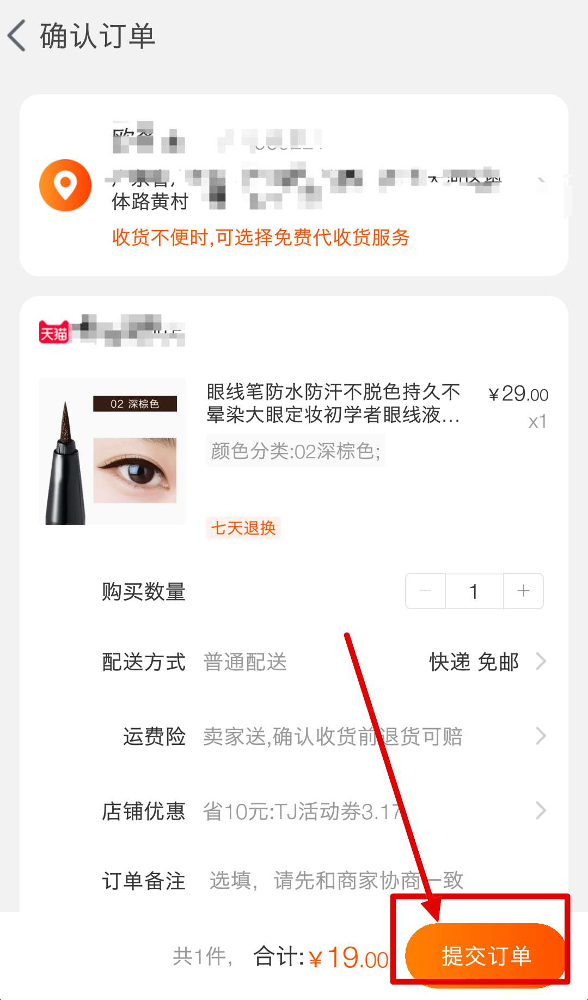 确认订单
体路黄村
收货不便时,可选择免费代收货服务
天猫
02 深棕色
眼线笔防水防汗不脱色持久不
¥29.00
晕染大眼定妆初学者眼线液...
x1
颜色分类:02深棕色;
七天退换
购买数量
1
配送方式 普通配送 快递 免邮
运费险 卖家送,确认收货前退货可赔
店铺优惠 省10元:TJ活动券3.17
订单备注 选填，请先和商家协商一致
共1件， 合计:¥19.00 提交订单